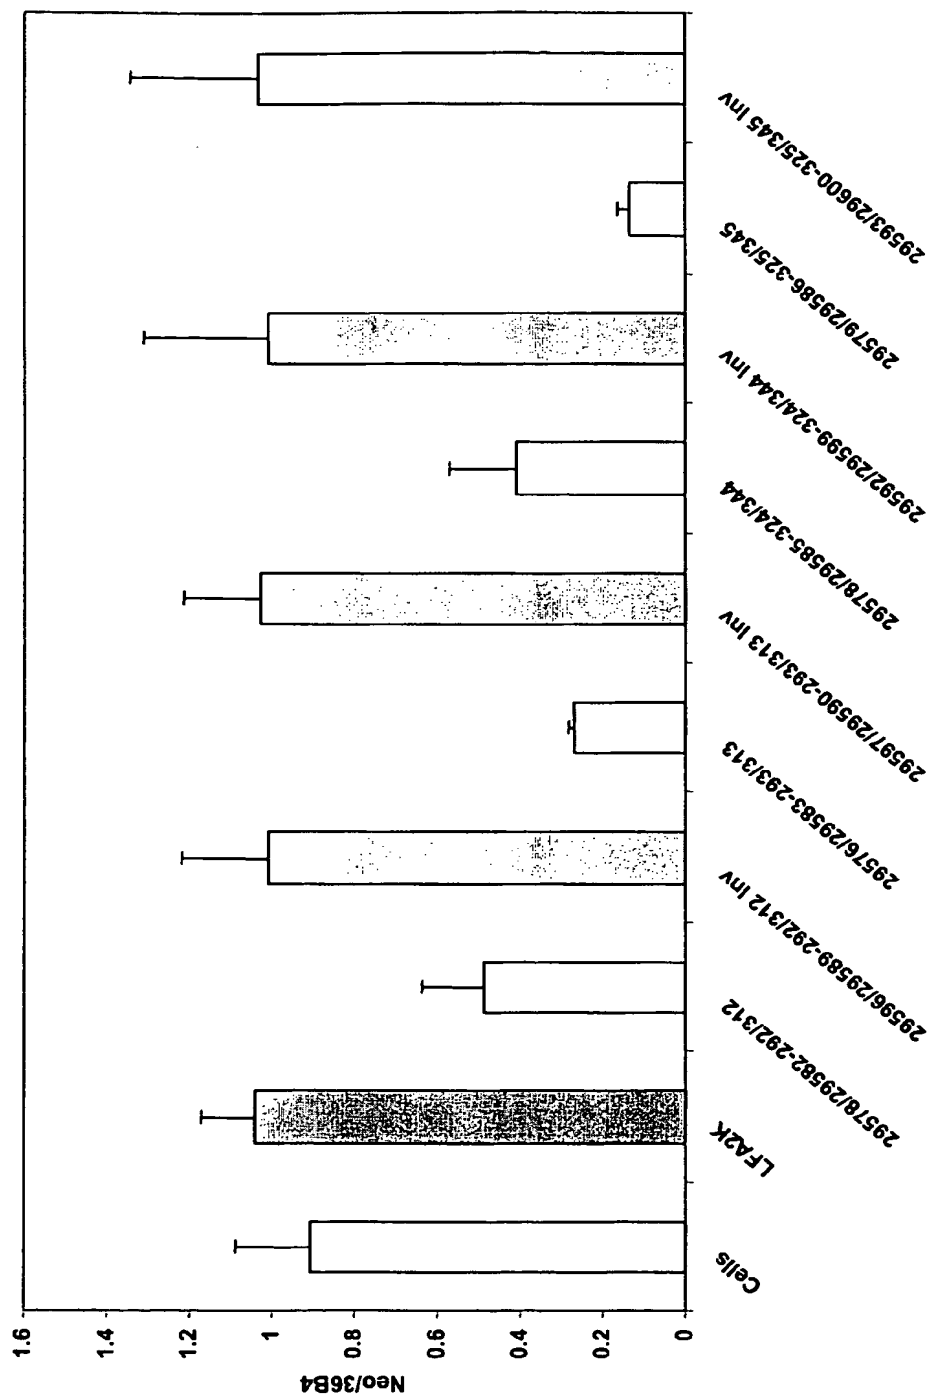 Neo/36B4
1.6
1.4
1.2
1
0.8
0.6
0.4
0.2
0
Cells
LFA2K
29578/29582-292/312
29596/29589-292/312 Inv
29576/29583-293/313
29597/29590-293/313 Inv
29578/29585-324/344
29592/29599-324/344 Inv
29579/29586-325/345
29593/29600-325/345 Inv